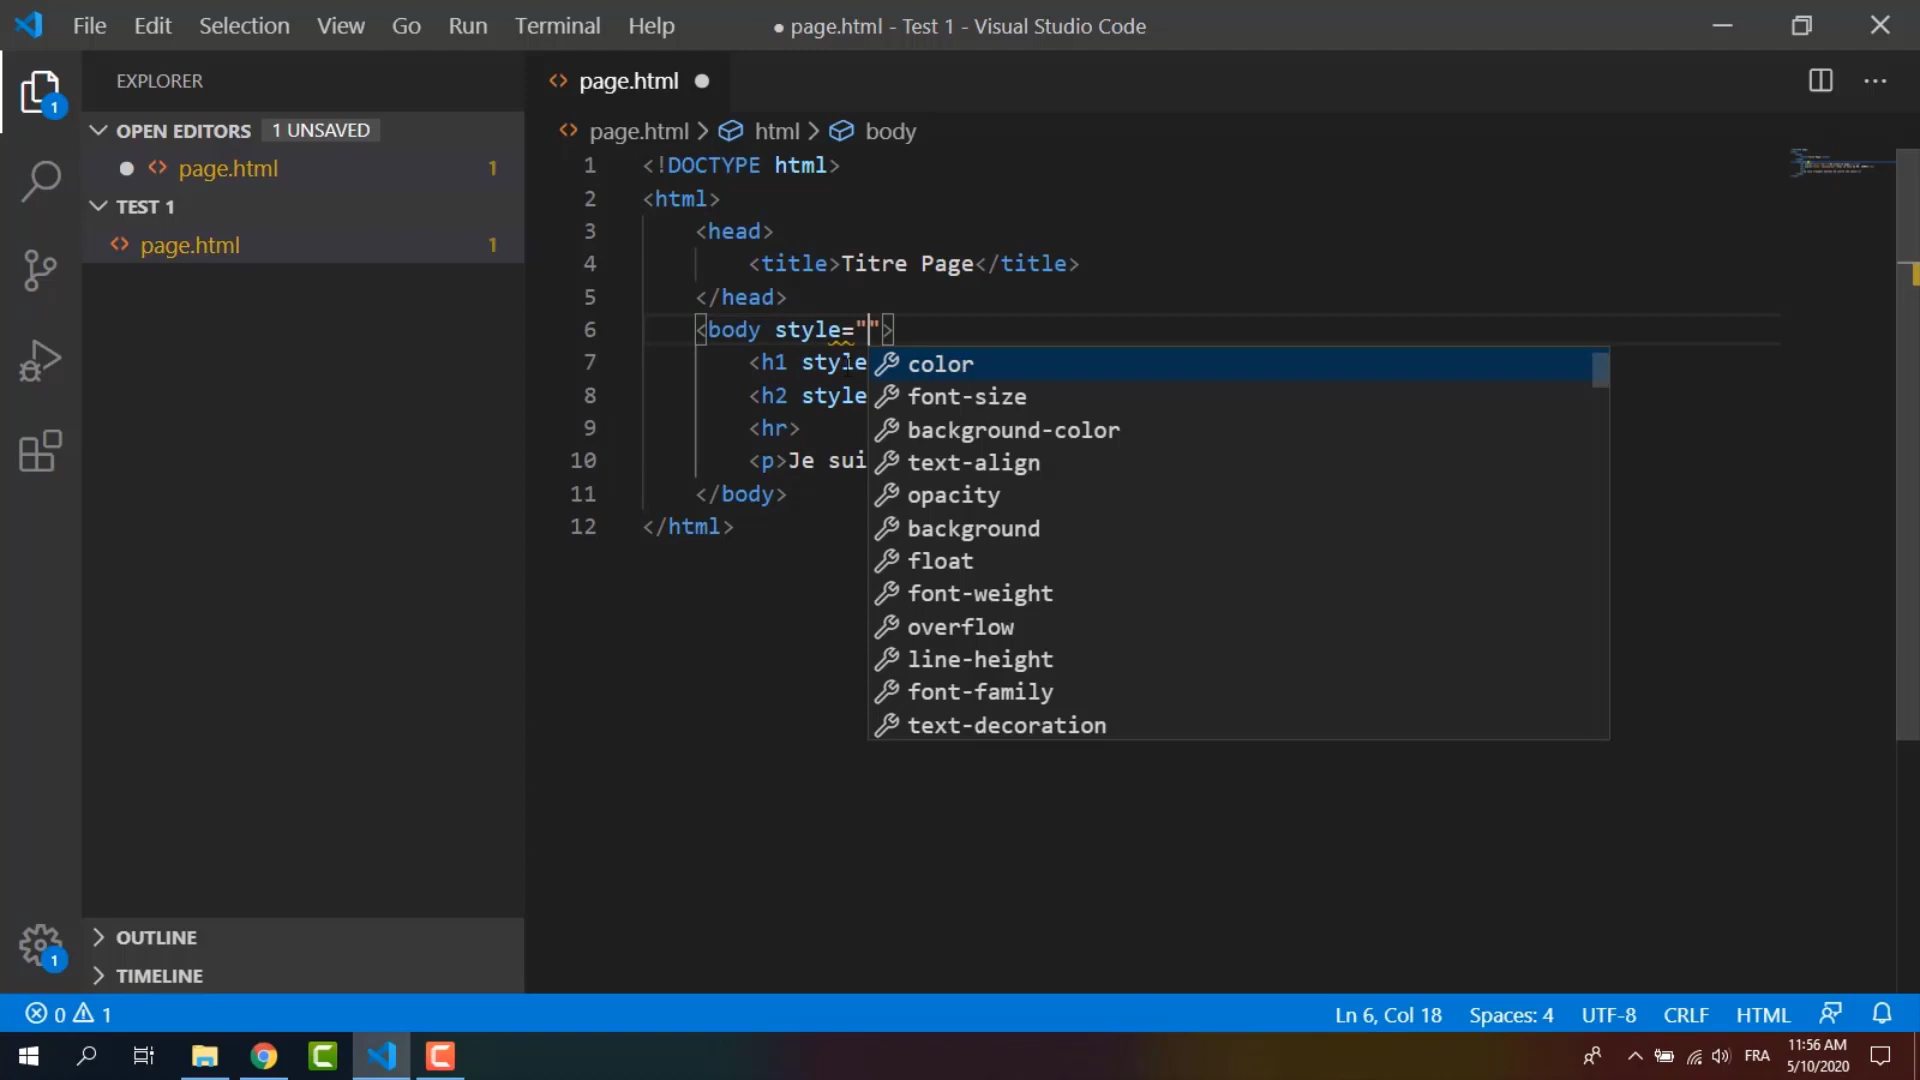 File Edit Selection View Go Run Terminal Help
● page.html - Test 1 - Visual Studio Code
EXPLORER
1
OPEN EDITORS 1 UNSAVED
page.html 1
TEST 1
page.html 1
OUTLINE
TIMELINE
1
page.html
page.html > html > body
1 <!DOCTYPE html>
2 <html>
3 <head>
4 <title>Titre Page</title>
5 </head>
6 <body style="">
7 <h1 style
8 <h2 style
9 <hr>
10 <p>Je sui
11 </body>
12 </html>
color
font-size
background-color
text-align
opacity
background
float
font-weight
overflow
line-height
font-family
text-decoration
0 1
Ln 6, Col 18 Spaces: 4 UTF-8 CRLF HTML
FRA
11:56 AM
5/10/2020